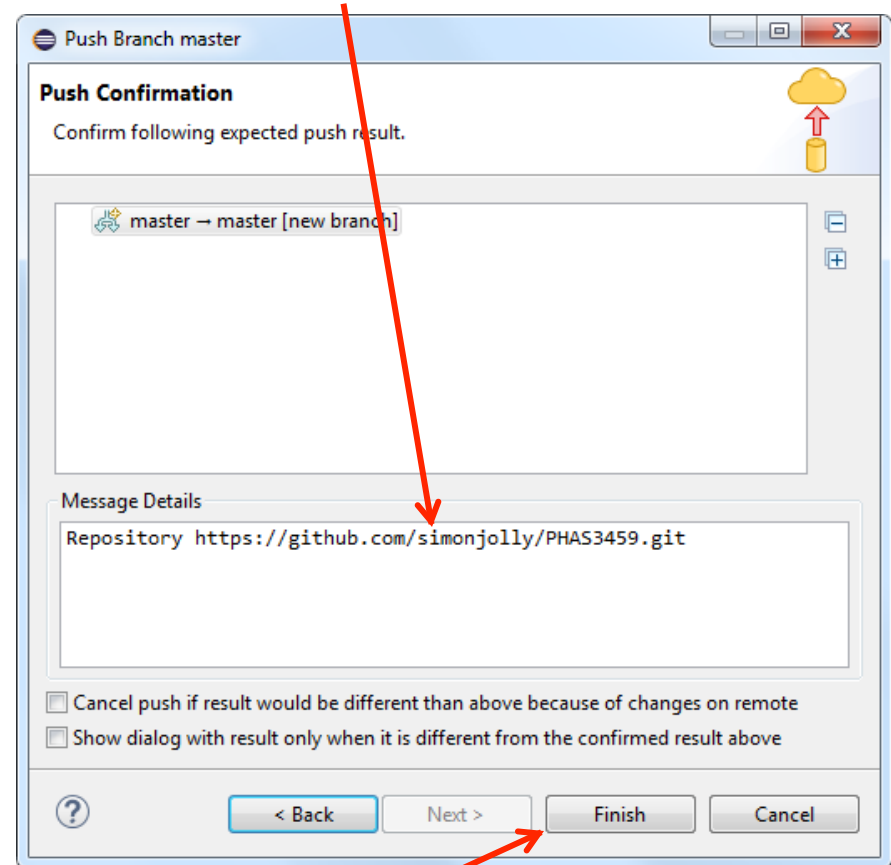 Push Branch master
Push Confirmation
Confirm following expected push result.
master → master [new branch]
Message Details
Repository https://github.com/simonjolly/PHAS3459.git
Cancel push if result would be different than above because of changes on remote
Show dialog with result only when it is different from the confirmed result above
? < Back Next > Finish Cancel